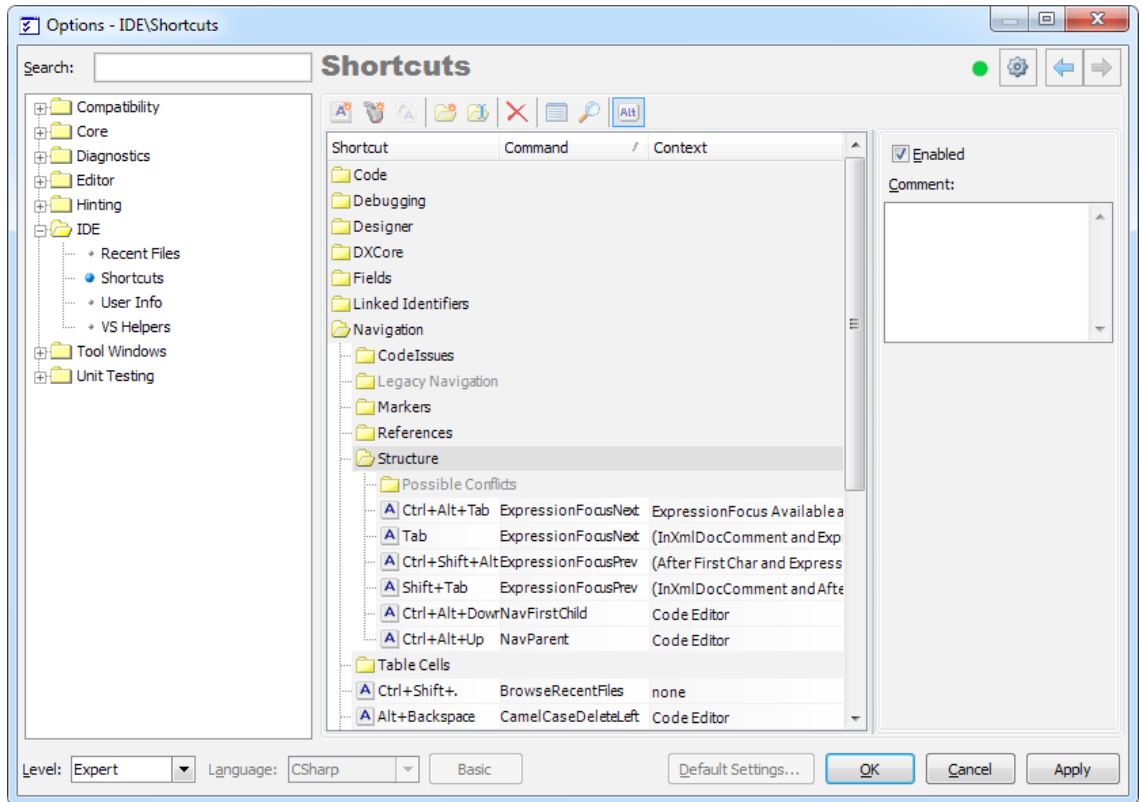 Options - IDE\Shortcuts
Search:
Shortcuts
Compatibility
Core
Diagnostics
Editor
Hinting
IDE
Recent Files
Shortcuts
User Info
VS Helpers
Tool Windows
Unit Testing
Alt
Shortcut Command Context
Code
Debugging
Designer
DXCore
Fields
Linked Identifiers
Navigation
CodeIssues
Legacy Navigation
Markers
References
Structure
Possible Conflicts
A Ctrl+Alt+Tab ExpressionFocusNext ExpressionFocus Available a
A Tab ExpressionFocusNext (InXmlDocComment and Exp
A Ctrl+Shift+Alt ExpressionFocusPrev (After First Char and Express
A Shift+Tab ExpressionFocusPrev (InXmlDocComment and Afte
A Ctrl+Alt+Down NavFirstChild Code Editor
A Ctrl+Alt+Up NavParent Code Editor
Table Cells
A Ctrl+Shift+. BrowseRecentFiles none
A Alt+Backspace CamelCaseDeleteLeft Code Editor
Enabled
Comment:
Level: Expert Language: CSharp Basic Default Settings... OK Cancel Apply